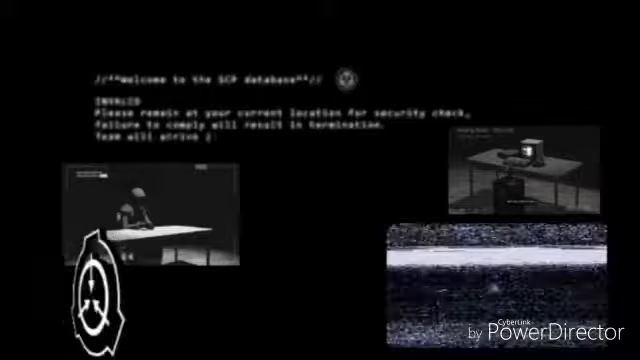 //**Welcome to the SCP database**//
INVALID
Please remain at your current location for security check,
failure to comply will result in termination.
Team will arrive
CyberLink
by PowerDirector